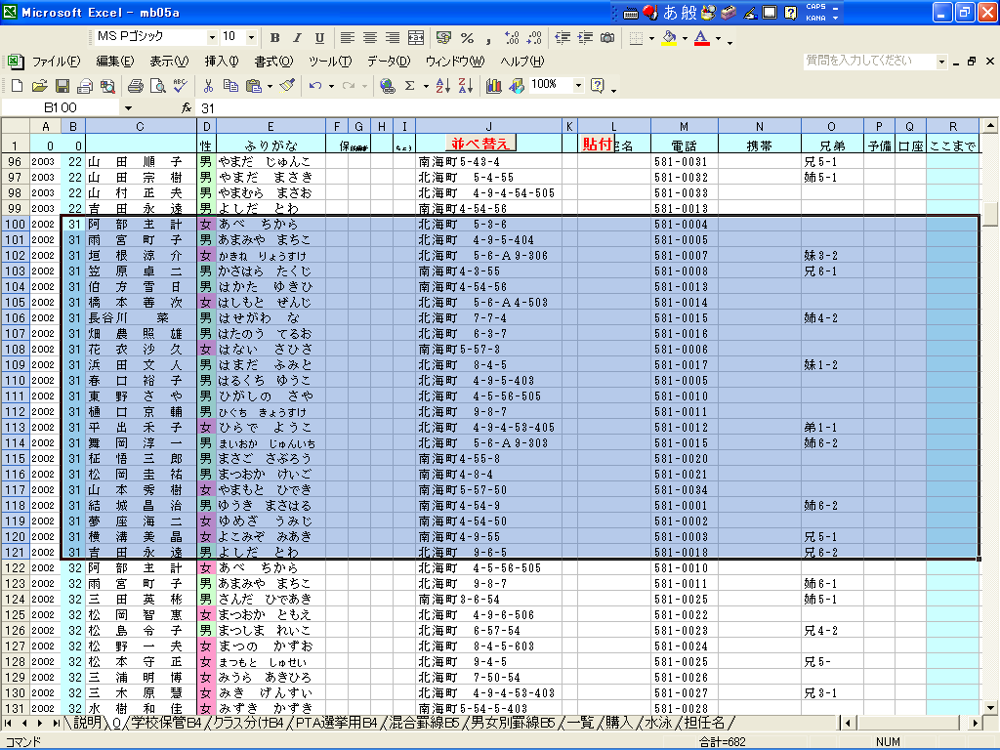 Microsoft Excel - mb05a
あ 般 CAPS KANA
MS Pゴシック 10 B I U
ファイル(F) 編集(E) 表示(V) 挿入(I) 書式(O) ツール(T) データ(D) ウィンドウ(W) ヘルプ(H) 質問を入力してください
100%
B100 fx 31
A B C D E F G H I J K L M N O P Q R
1 0 0 性 ふりがな 保 並べ替え 貼付 名 電話 携帯 兄弟 予備 口座 ここまで
96 2003 22 山 田 順 子 男 やまだ じゅんこ 南海町5-43-4 581-0031 兄5-1
97 2003 22 山 田 宗 樹 男 やまだ まさき 北海町 5-4-55 581-0032 姉5-1
98 2003 22 山 村 正 夫 男 やまむら まさお 北海町 4-9-4-54-505 581-0033
99 2003 22 吉 田 永 遠 男 よしだ とわ 南海町4-54-56 581-0013
100 2002 31 阿 部 主 計 女 あべ ちから 北海町 5-3-6 581-0004
101 2002 31 雨 宮 町 子 男 あまみや まちこ 北海町 4-9-5-404 581-0005
102 2002 31 垣 根 涼 介 女 かきね りょうすけ 北海町 5-6-A9-306 581-0007 妹3-2
103 2002 31 笠 原 卓 二 男 かさはら たくじ 南海町4-3-55 581-0008 兄6-1
104 2002 31 伯 方 雪 日 男 はかた ゆきひ 南海町4-54-56 581-0013
105 2002 31 橋 本 善 次 女 はしもと ぜんじ 北海町 5-6-A4-503 581-0014
106 2002 31 長谷川 菜 男 はせがわ な 北海町 7-7-4 581-0015 姉4-2
107 2002 31 畑 農 照 雄 男 はたのう てるお 北海町 6-3-7 581-0016
108 2002 31 花 衣 沙 久 女 はない さひさ 南海町5-57-3 581-0006
109 2002 31 浜 田 文 人 男 はまだ ふみと 北海町 8-4-5 581-0017 妹1-2
110 2002 31 春 口 裕 子 男 はるくち ゆうこ 北海町 4-9-5-403 581-0005
111 2002 31 東 野 さ や 男 ひがしの さや 北海町 4-5-56-505 581-0010
112 2002 31 樋 口 京 輔 男 ひぐち きょうすけ 北海町 9-8-7 581-0011
113 2002 31 平 出 禾 子 女 ひらで ようこ 北海町 4-9-4-53-405 581-0012 弟1-1
114 2002 31 舞 岡 淳 一 男 まいおか じゅんいち 北海町 5-6-A9-303 581-0015 姉6-2
115 2002 31 柾 悟 三 郎 男 まさご さぶろう 南海町4-55-8 581-0020
116 2002 31 松 岡 圭 祐 男 まつおか けいご 南海町4-8-4 581-0021
117 2002 31 山 本 秀 樹 女 やまもと ひでき 南海町5-57-50 581-0034
118 2002 31 結 城 昌 治 男 ゆうき まさはる 南海町4-54-9 581-0001 姉6-2
119 2002 31 夢 座 海 二 女 ゆめざ うみじ 南海町4-54-50 581-0002
120 2002 31 横 溝 美 晶 女 よこみぞ みあき 南海町4-9-55 581-0003 兄5-1
121 2002 31 吉 田 永 遠 男 よしだ とわ 北海町 9-6-5 581-0018 兄6-2
122 2002 32 阿 部 主 計 女 あべ ちから 北海町 4-5-56-505 581-0010
123 2002 32 雨 宮 町 子 男 あまみや まちこ 北海町 9-8-7 581-0011 姉6-1
124 2002 32 三 田 英 彬 男 さんだ ひであき 南海町3-6-54 581-0025 姉5-1
125 2002 32 松 岡 智 恵 女 まつおか ともえ 北海町 4-9-6-506 581-0022
126 2002 32 松 島 令 子 男 まつしま れいこ 北海町 6-57-54 581-0023 兄4-2
127 2002 32 松 野 一 夫 女 まつの かずお 北海町 8-4-5-603 581-0024
128 2002 32 松 本 守 正 女 まつもと しゅせい 北海町 9-4-5 581-0025 兄5-
129 2002 32 三 浦 明 博 女 みうら あきひろ 北海町 7-50-54 581-0026
130 2002 32 三 木 原 慧 女 みき げんすい 北海町 4-9-4-53-403 581-0027 兄3-1
131 2002 32 水 樹 和 佳 女 みずき かずき 南海町5-54-5-403 581-0028
説明 Q 学校保管B4 クラス分けB4 PTA選挙用B4 混合罫線B5 男女別罫線B5 一覧 購入 水泳 担任名
コマンド 合計=682 NUM